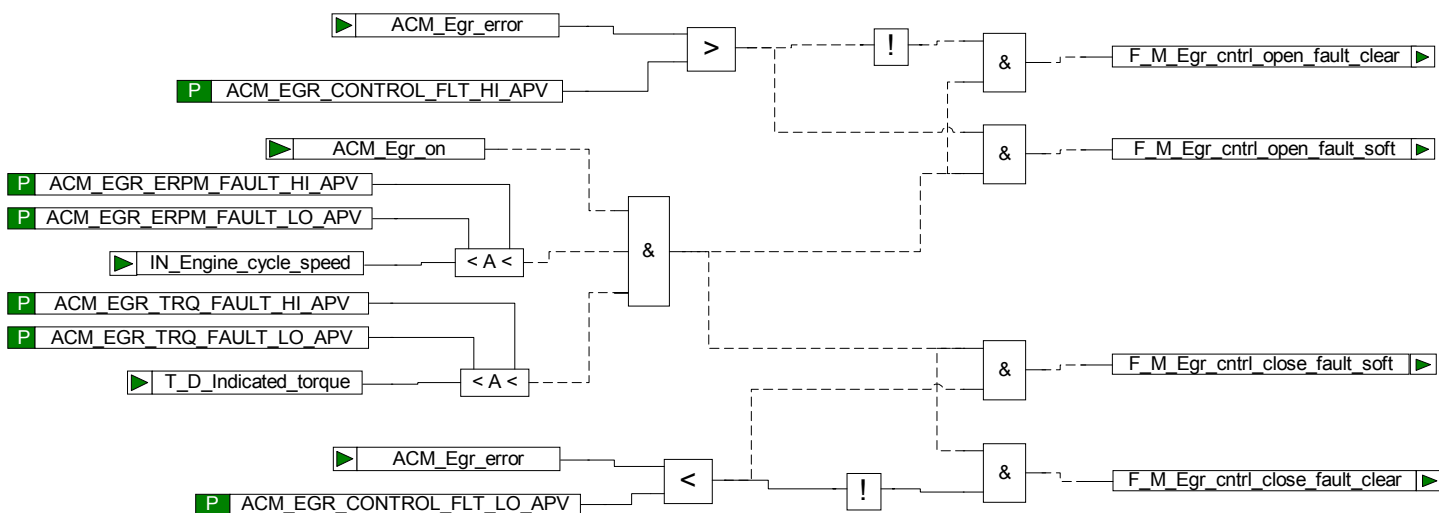 ACM_Egr_error
>
!
&
F_M_Egr_cntrl_open_fault_clear
P ACM_EGR_CONTROL_FLT_HI_APV
ACM_Egr_on
&
F_M_Egr_cntrl_open_fault_soft
P ACM_EGR_ERPM_FAULT_HI_APV
P ACM_EGR_ERPM_FAULT_LO_APV
IN_Engine_cycle_speed
< A <
&
P ACM_EGR_TRQ_FAULT_HI_APV
P ACM_EGR_TRQ_FAULT_LO_APV
T_D_Indicated_torque
< A <
&
F_M_Egr_cntrl_close_fault_soft
ACM_Egr_error
<
!
&
F_M_Egr_cntrl_close_fault_clear
P ACM_EGR_CONTROL_FLT_LO_APV